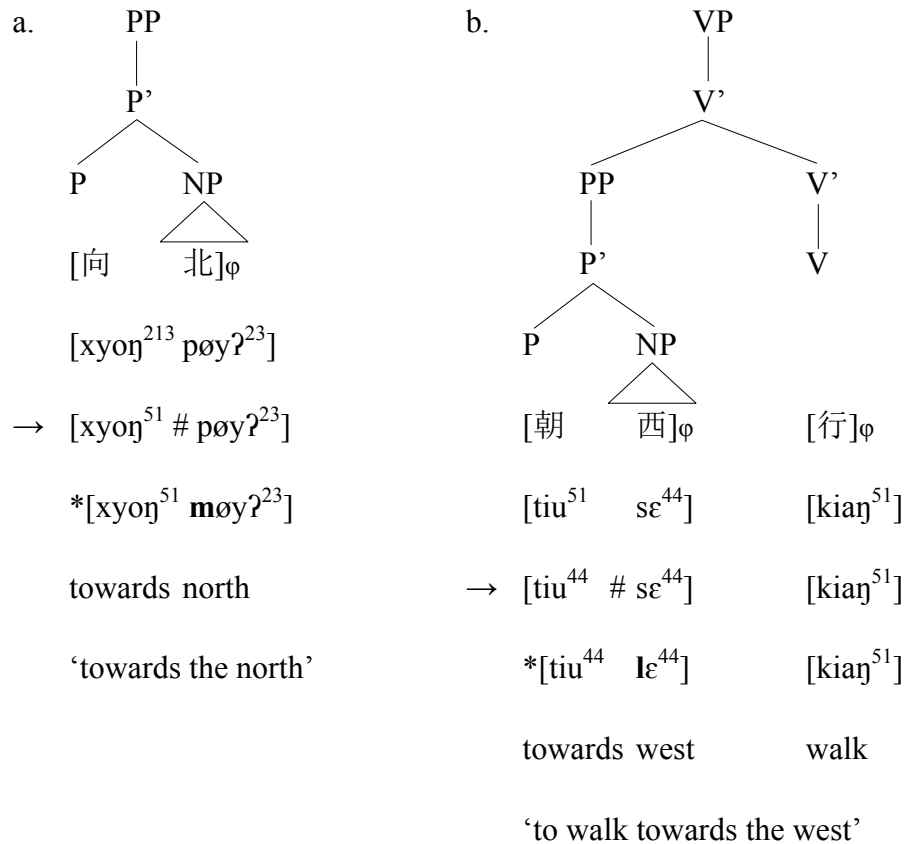 a. PP b. VP
P’ V’
P NP PP V’
[向 北]φ P’ V
[xyoŋ²¹³ pøyʔ²³] P NP
→ [xyoŋ⁵¹ # pøyʔ²³] [朝 西]φ [行]φ
*[xyoŋ⁵¹ møyʔ²³] [tiu⁵¹ sɛ⁴⁴] [kiaŋ⁵¹]
towards north → [tiu⁴⁴ # sɛ⁴⁴] [kiaŋ⁵¹]
‘towards the north’ *[tiu⁴⁴ lɛ⁴⁴] [kiaŋ⁵¹]
towards west walk
‘to walk towards the west’